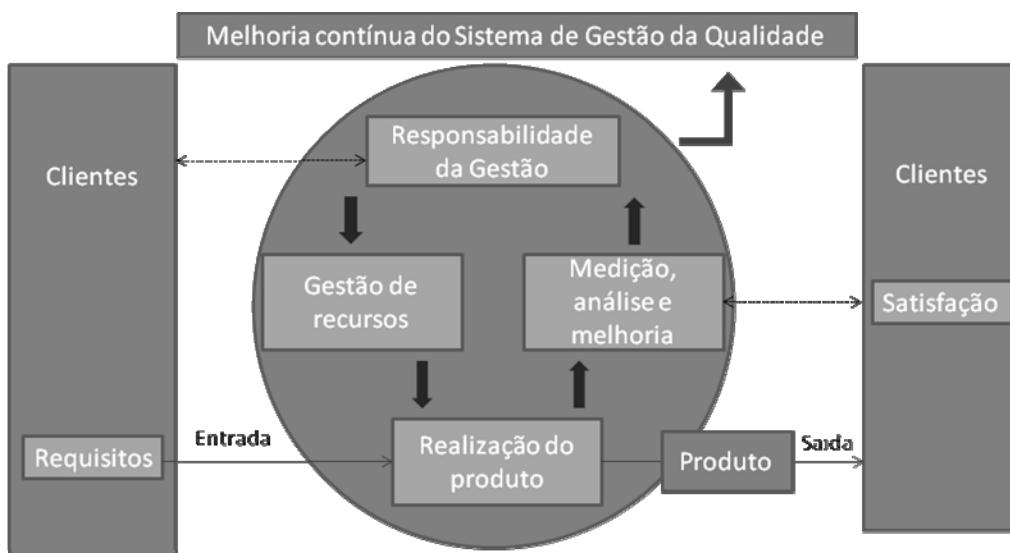 Melhoria contínua do Sistema de Gestão da Qualidade
Clientes
Responsabilidade
da Gestão
Clientes
Gestão de
recursos
Medição,
análise e
melhoria
Satisfação
Requisitos
Entrada
Realização do
produto
Produto
Saxda